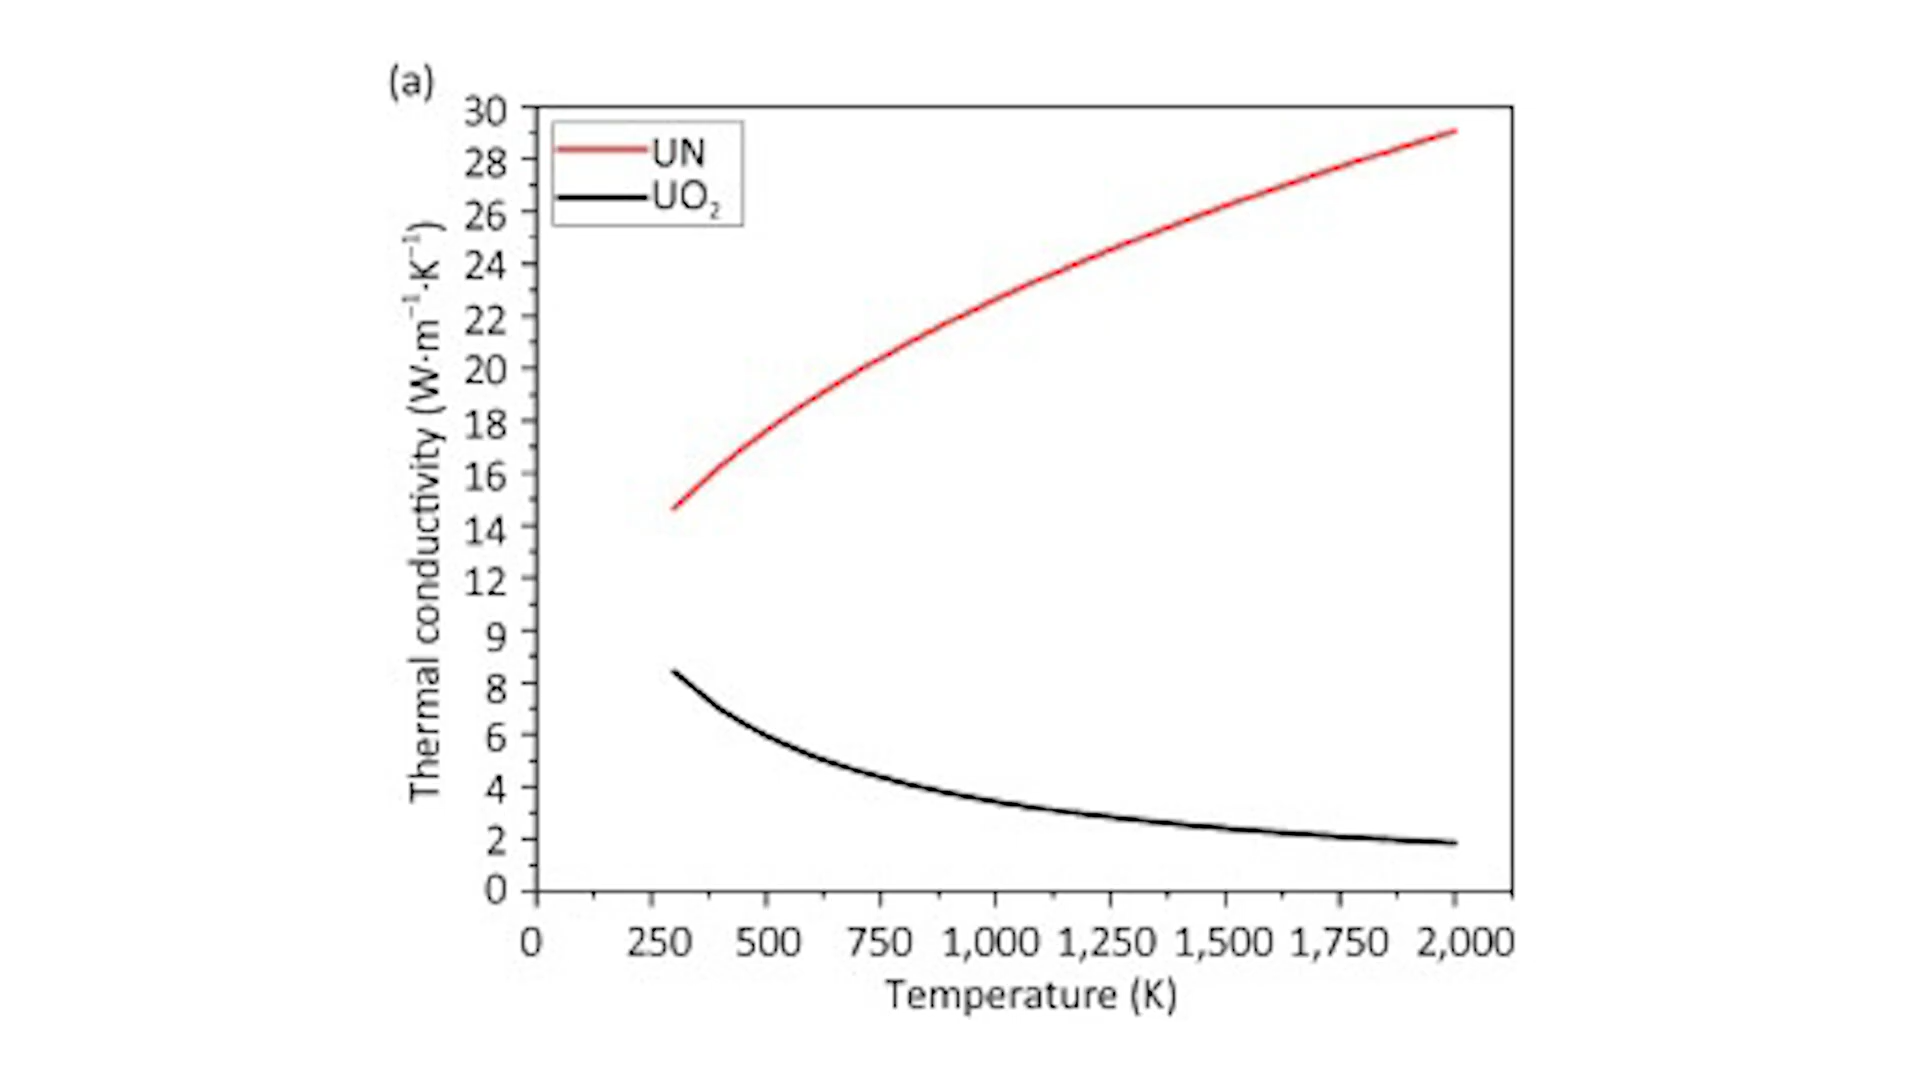 (a)
30
28
26
24
22
20
18
16
14
12
9
8
6
4
2
0
UN
UO₂
Thermal conductivity (W·m⁻¹·K⁻¹)
0 250 500 750 1,000 1,250 1,500 1,750 2,000
Temperature (K)